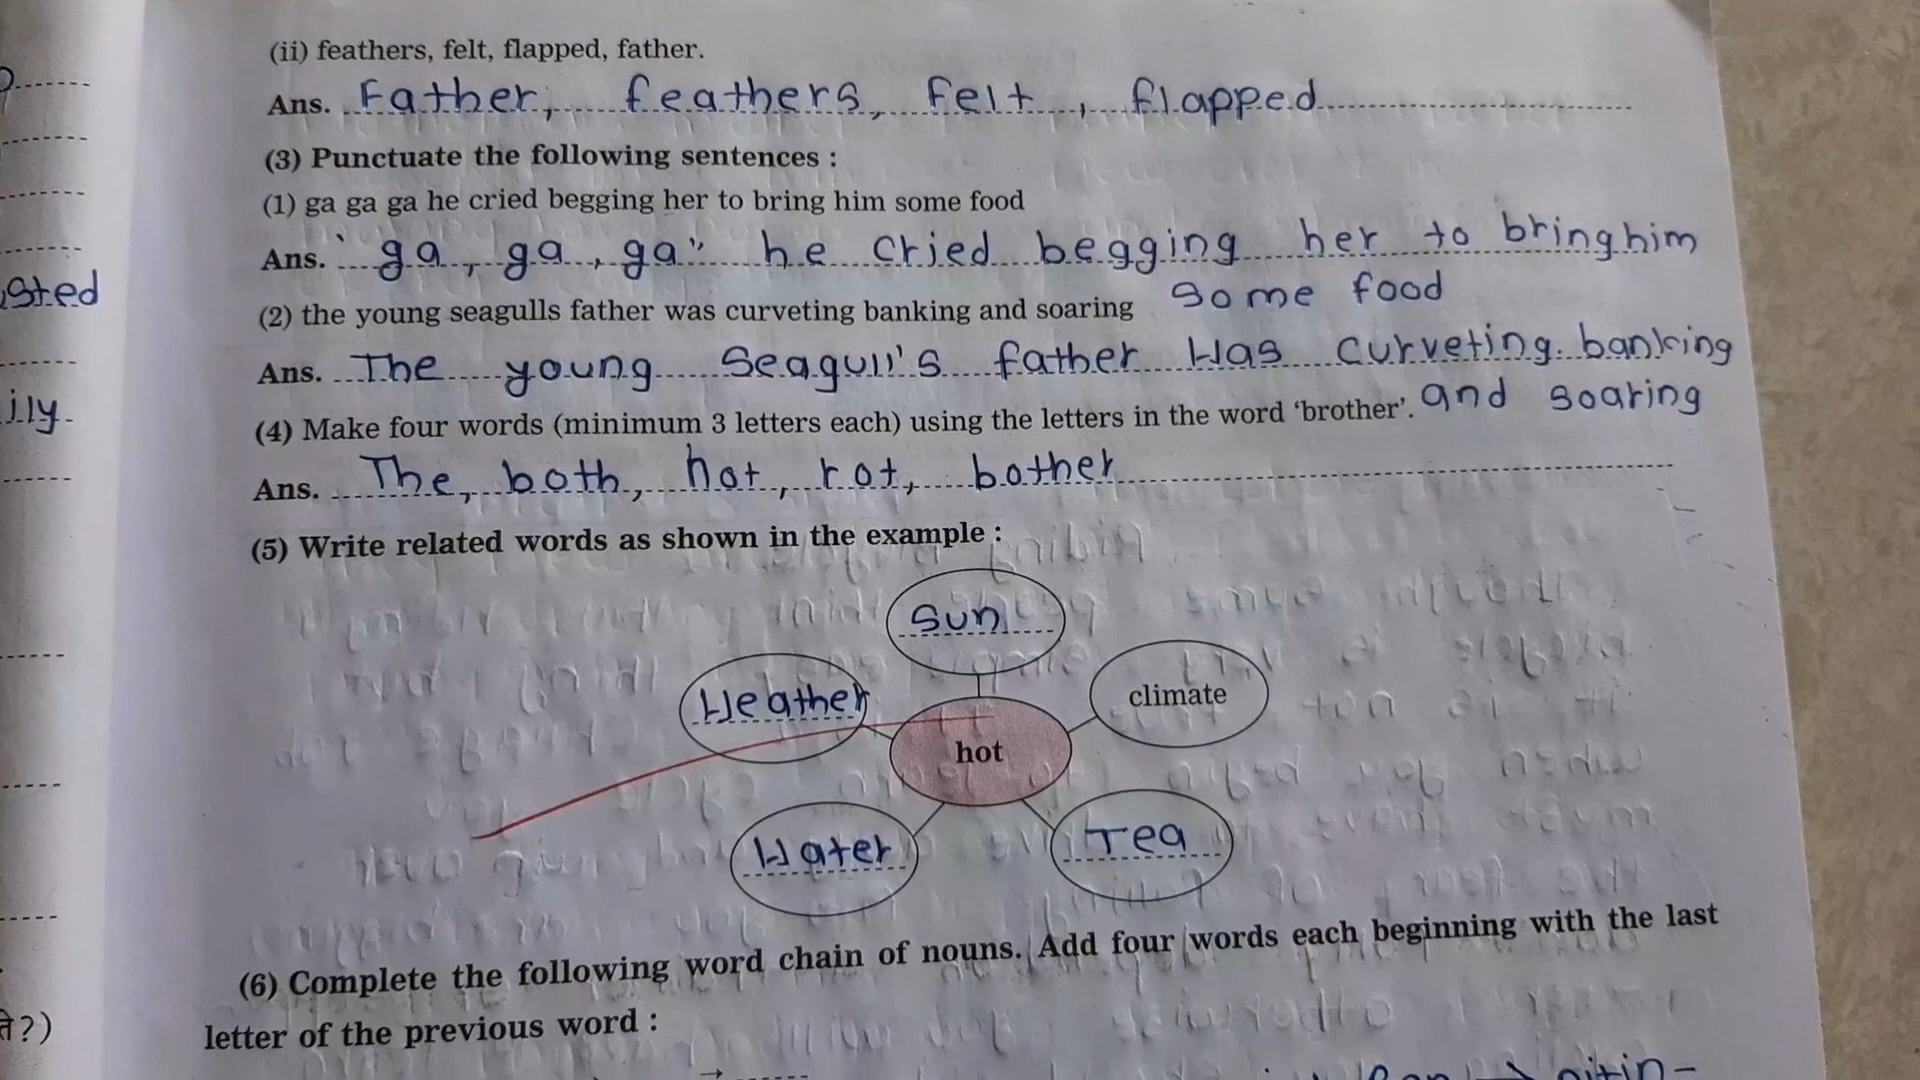 (ii) feathers, felt, flapped, father.
Ans. Father, feathers, felt, flapped
(3) Punctuate the following sentences :
(1) ga ga ga he cried begging her to bring him some food
Ans. ‘ ga, ga, ga” he cried begging her to bring him
some food
(2) the young seagulls father was curveting banking and soaring
Ans. The young Seagull's father was curveting. banking
and soaring
(4) Make four words (minimum 3 letters each) using the letters in the word ‘brother’.
Ans. The, both, hot, rot, bother
(5) Write related words as shown in the example :
Sun
Weather
climate
hot
Water
Tea
(6) Complete the following word chain of nouns. Add four words each beginning with the last
letter of the previous word :
sted
ily
ते?)